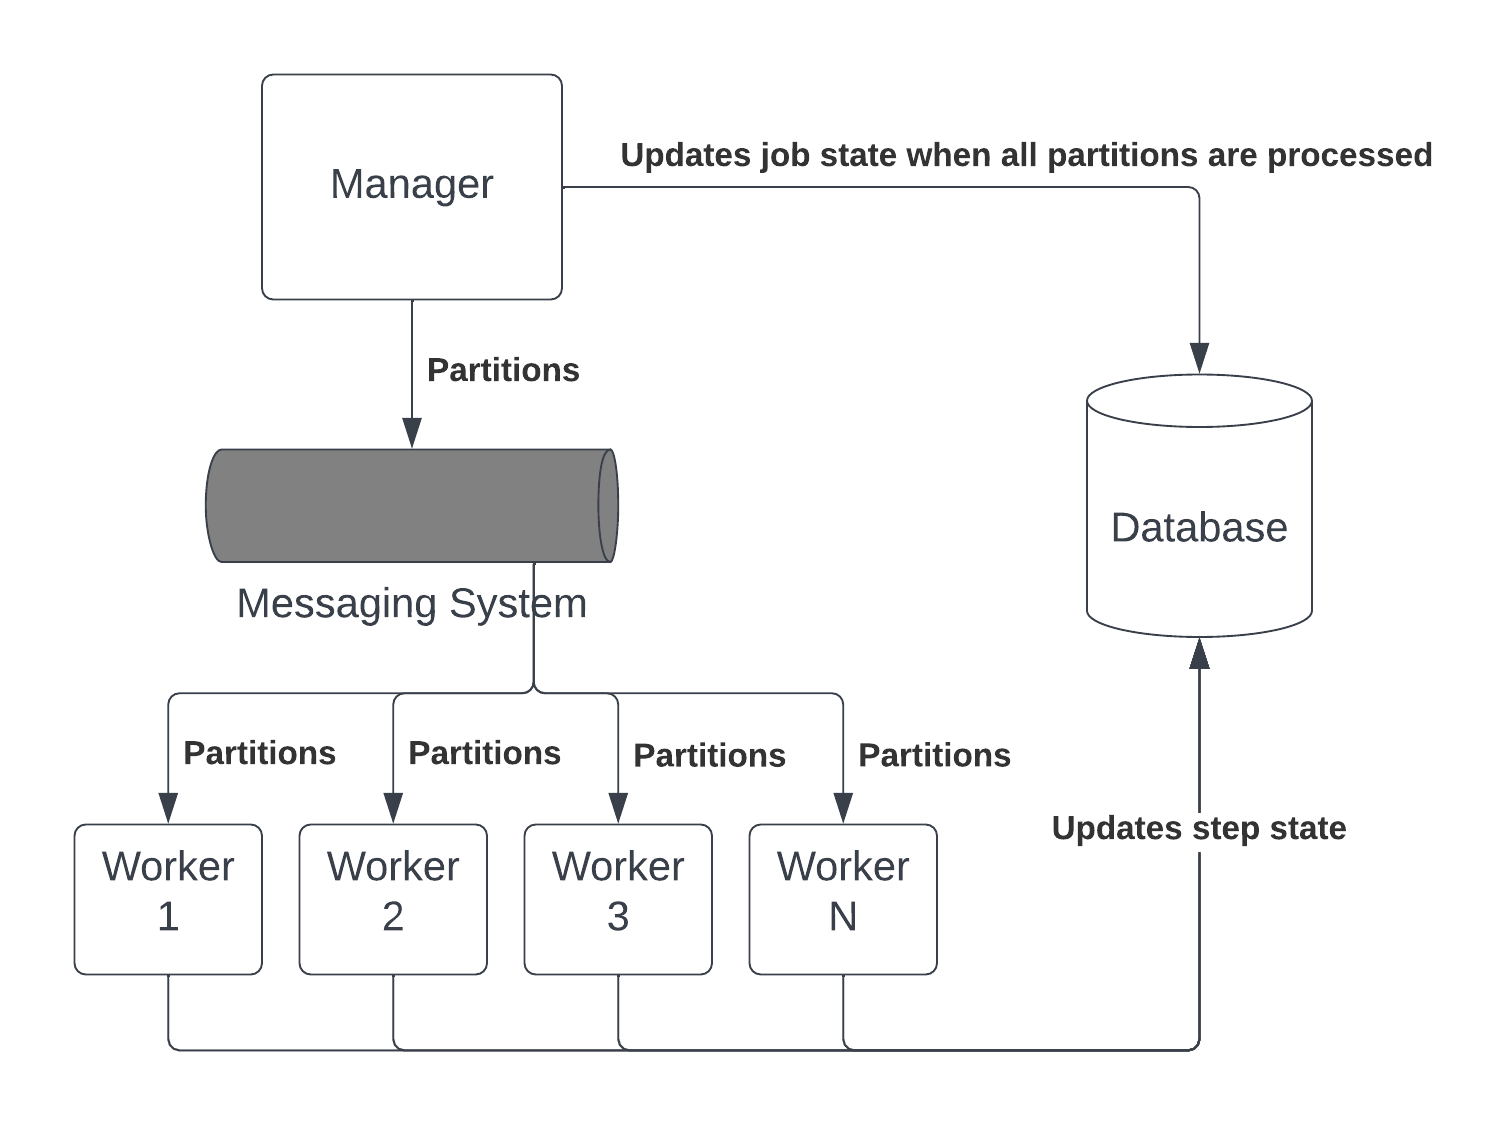 Manager
Updates job state when all partitions are processed
Partitions
Database
Messaging System
Partitions
Partitions
Partitions
Partitions
Worker
1
Worker
2
Worker
3
Worker
N
Updates step state